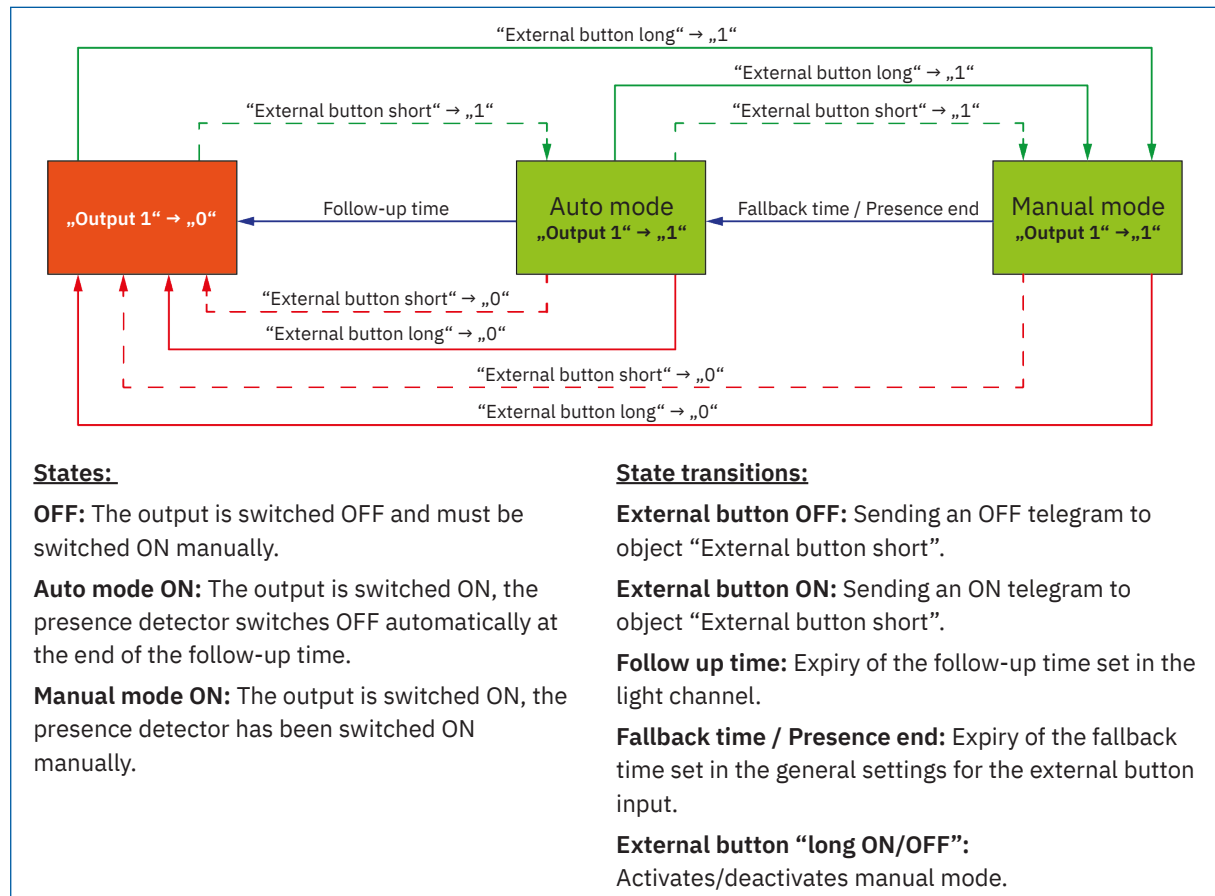 “External button long“ → „1“
“External button long“ → „1“
“External button short“ → „1“
“External button short“ → „1“
„Output 1“ → „0“
Follow-up time
Auto mode
„Output 1“ → „1“
Fallback time / Presence end
Manual mode
„Output 1“ →„1“
“External button short“ → „0“
“External button long“ → „0“
“External button short“ → „0“
“External button long“ → „0“
States:
OFF: The output is switched OFF and must be
switched ON manually.
Auto mode ON: The output is switched ON, the
presence detector switches OFF automatically at
the end of the follow-up time.
Manual mode ON: The output is switched ON, the
presence detector has been switched ON
manually.
State transitions:
External button OFF: Sending an OFF telegram to
object “External button short”.
External button ON: Sending an ON telegram to
object “External button short”.
Follow up time: Expiry of the follow-up time set in the
light channel.
Fallback time / Presence end: Expiry of the fallback
time set in the general settings for the external button
input.
External button “long ON/OFF”:
Activates/deactivates manual mode.